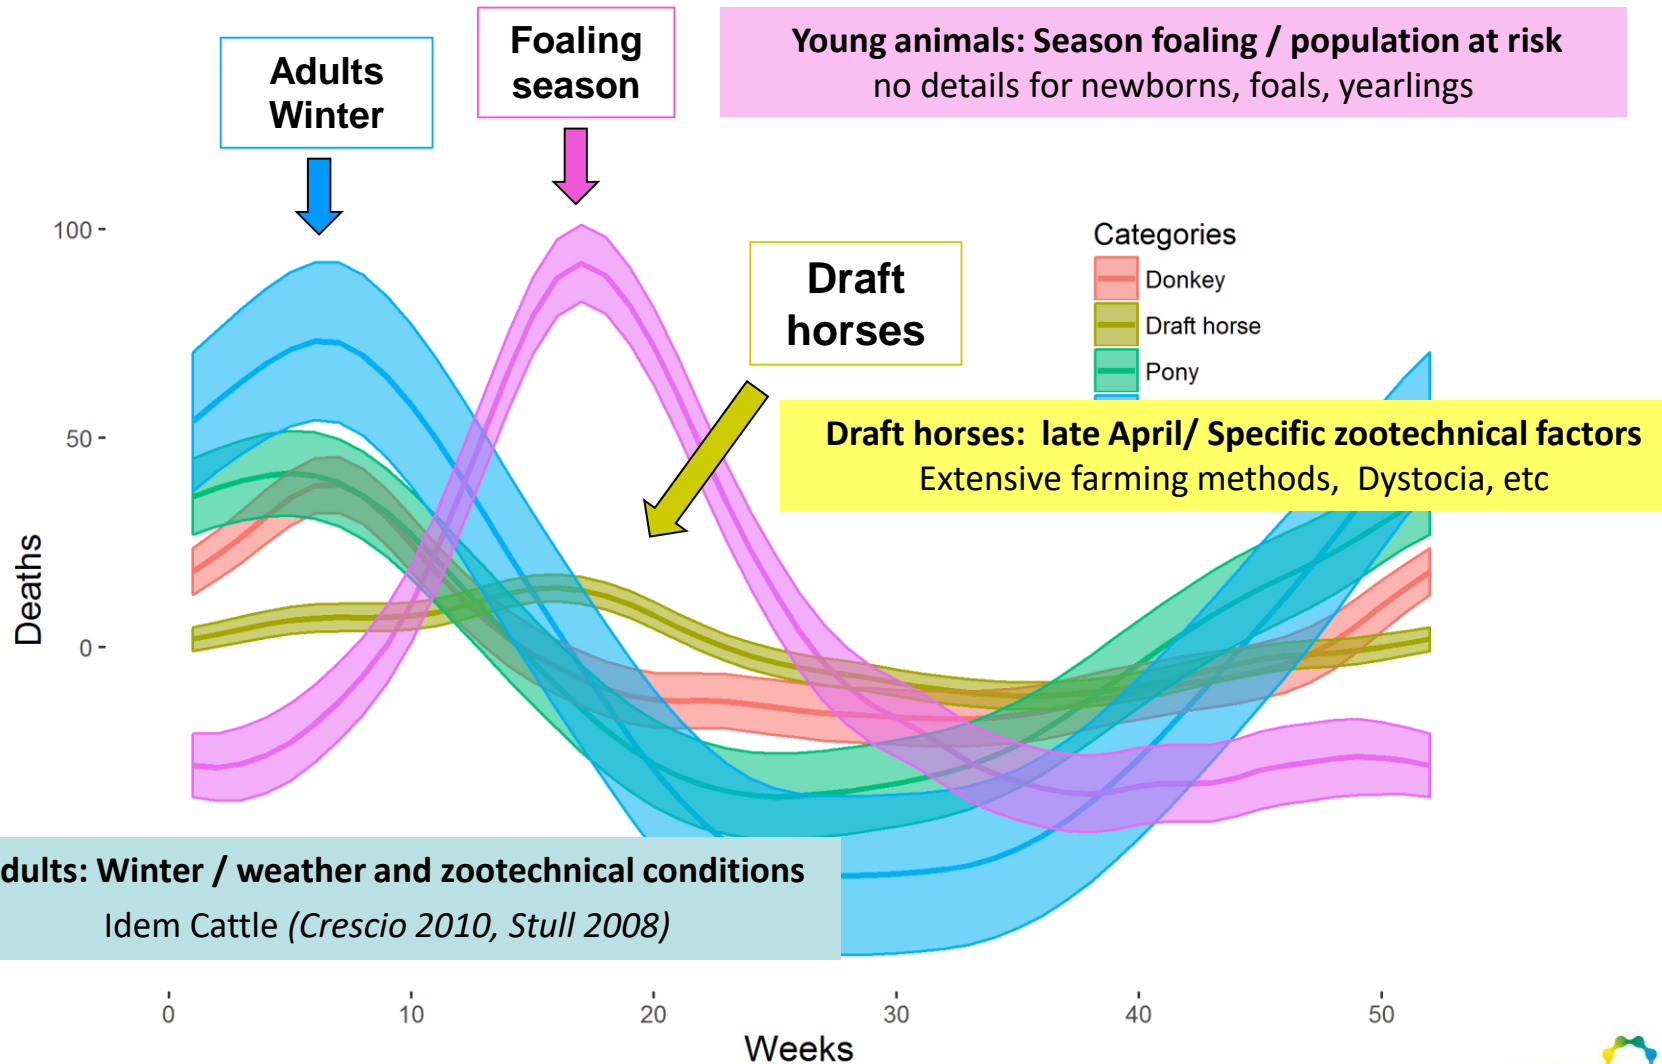 Adults
Winter
Foaling
season
Young animals: Season foaling / population at risk
no details for newborns, foals, yearlings
Draft
horses
Categories
Donkey
Draft horse
Pony
Draft horses: late April/ Specific zootechnical factors
Extensive farming methods, Dystocia, etc
dults: Winter / weather and zootechnical conditions
Idem Cattle (Crescio 2010, Stull 2008)
100
50
0
Deaths
0
10
20
30
40
50
Weeks